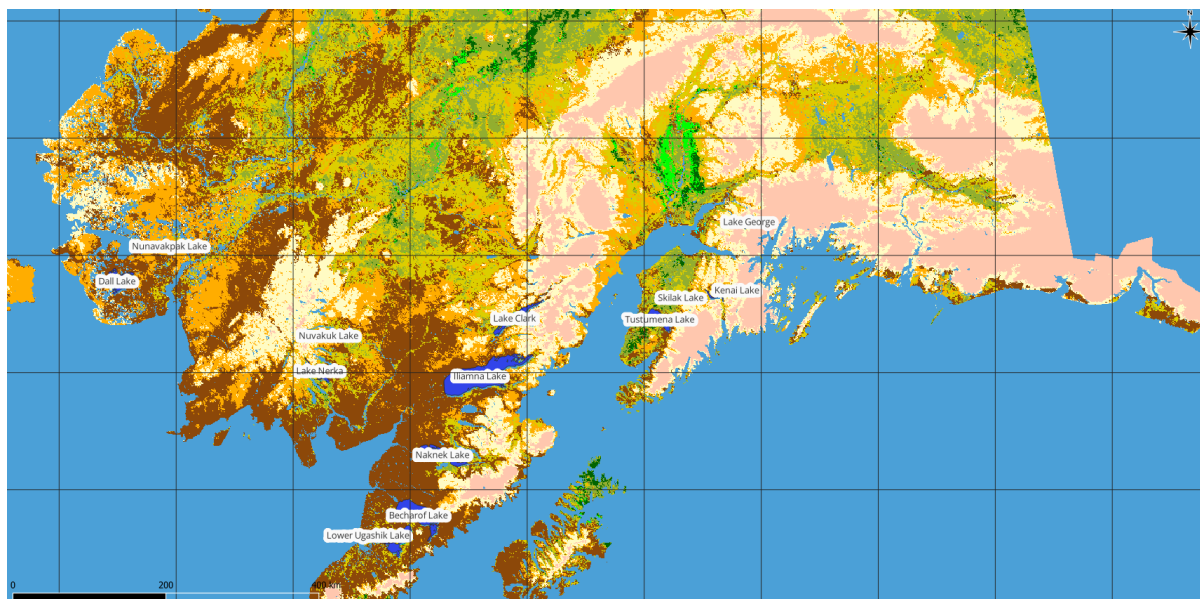 N
Lake George
Nunavakpak Lake
Dall Lake
Kenai Lake
Skilak Lake
Lake Clark
Tustumena Lake
Nuvakuk Lake
Lake Nerka
Iliamna Lake
Naknek Lake
Becharof Lake
Lower Ugashik Lake
0 200 400 km